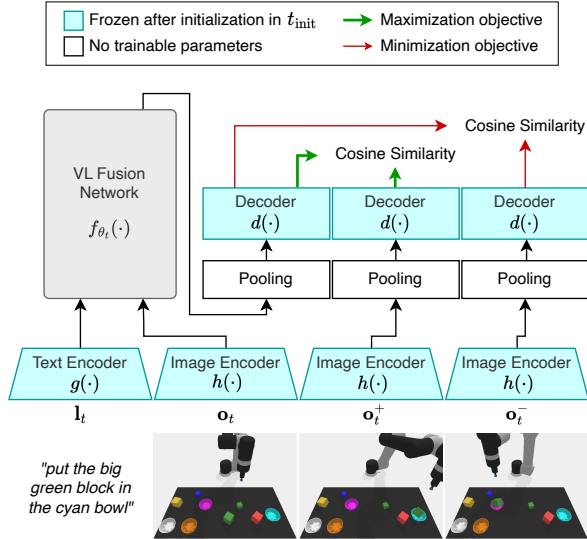 Frozen after initialization in t_init
Maximization objective
No trainable parameters
Minimization objective
Cosine Similarity
Cosine Similarity
VL Fusion
Network
f_{θ_t}(·)
Decoder
d(·)
Decoder
d(·)
Decoder
d(·)
Pooling
Pooling
Pooling
Text Encoder
g(·)
Image Encoder
h(·)
Image Encoder
h(·)
Image Encoder
h(·)
l_t
o_t
o_t^+
o_t^-
"put the big
green block in
the cyan bowl"